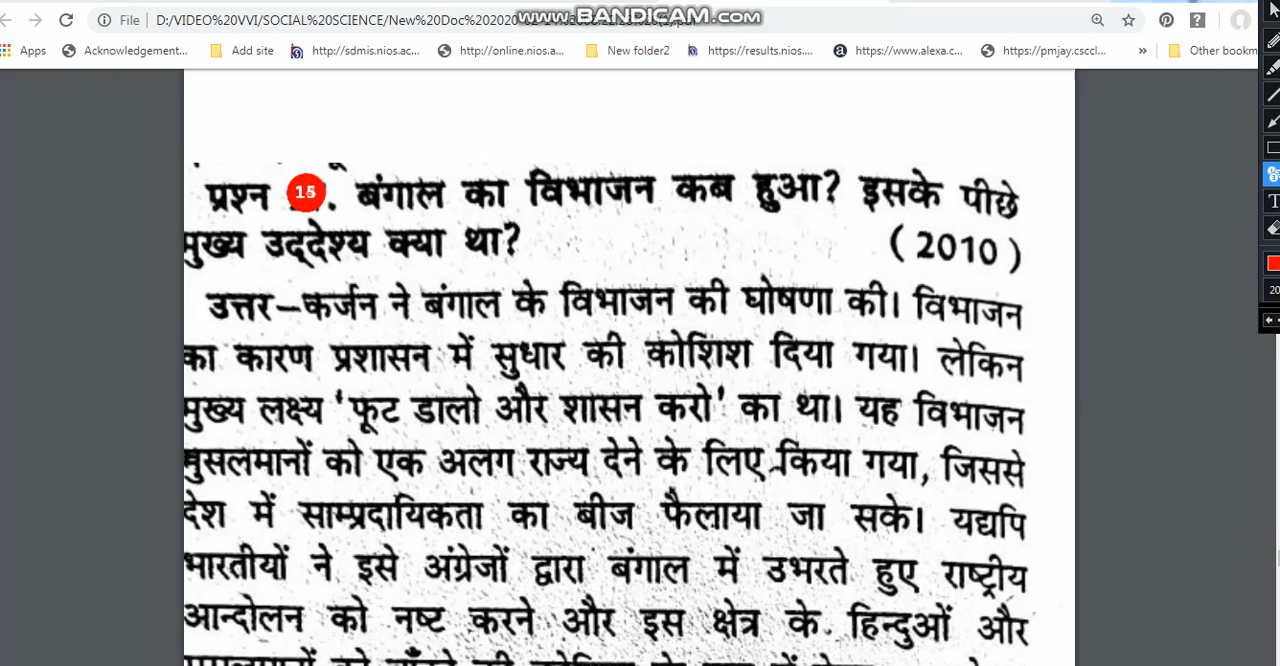 www.BANDICAM.com
File | D:/VIDEO%20VVI/SOCIAL%20SCIENCE/New%20Doc%202020
Apps Acknowledgement... Add site http://sdmis.nios.ac... http://online.nios.a... New folder2 https://results.nios.... https://www.alexa.c... https://pmjay.csccl... » Other bookm
प्रश्न 15. बंगाल का विभाजन कब हुआ? इसके पीछे
मुख्य उद्देश्य क्या था? (2010)
उत्तर–कर्जन ने बंगाल के विभाजन की घोषणा की। विभाजन
का कारण प्रशासन में सुधार की कोशिश दिया गया। लेकिन
मुख्य लक्ष्य 'फूट डालो और शासन करो' का था। यह विभाजन
मुसलमानों को एक अलग राज्य देने के लिए किया गया, जिससे
देश में साम्प्रदायिकता का बीज फैलाया जा सके। यद्यपि
भारतीयों ने इसे अंग्रेजों द्वारा बंगाल में उभरते हुए राष्ट्रीय
आन्दोलन को नष्ट करने और इस क्षेत्र के हिन्दुओं और